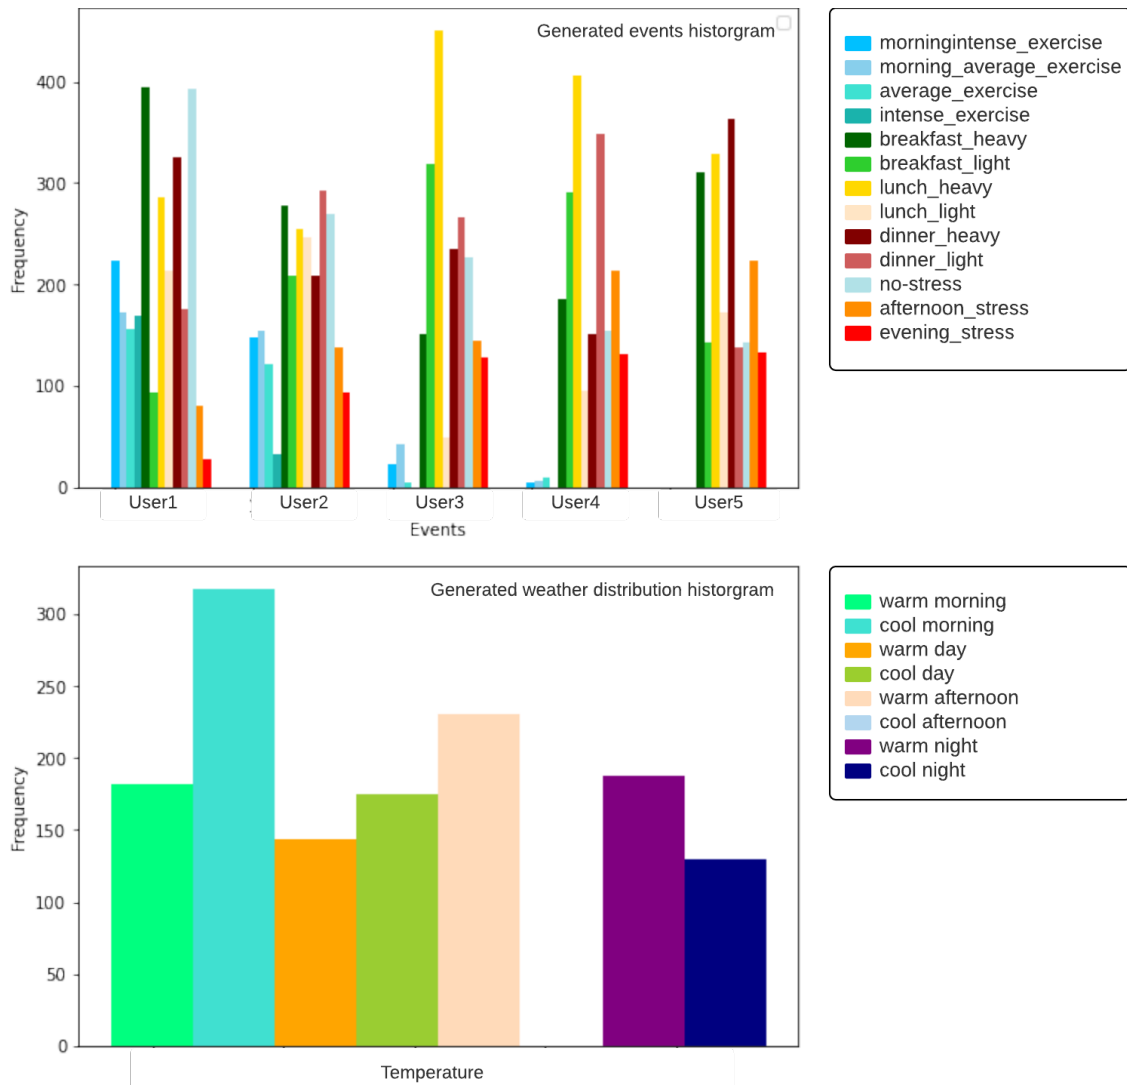 Generated events historgram
400
300
200
100
0
Frequency
User1
User2
User3
User4
User5
Events
morningintense_exercise
morning_average_exercise
average_exercise
intense_exercise
breakfast_heavy
breakfast_light
lunch_heavy
lunch_light
dinner_heavy
dinner_light
no-stress
afternoon_stress
evening_stress
Generated weather distribution historgram
300
250
200
150
100
50
0
Frequency
Temperature
warm morning
cool morning
warm day
cool day
warm afternoon
cool afternoon
warm night
cool night